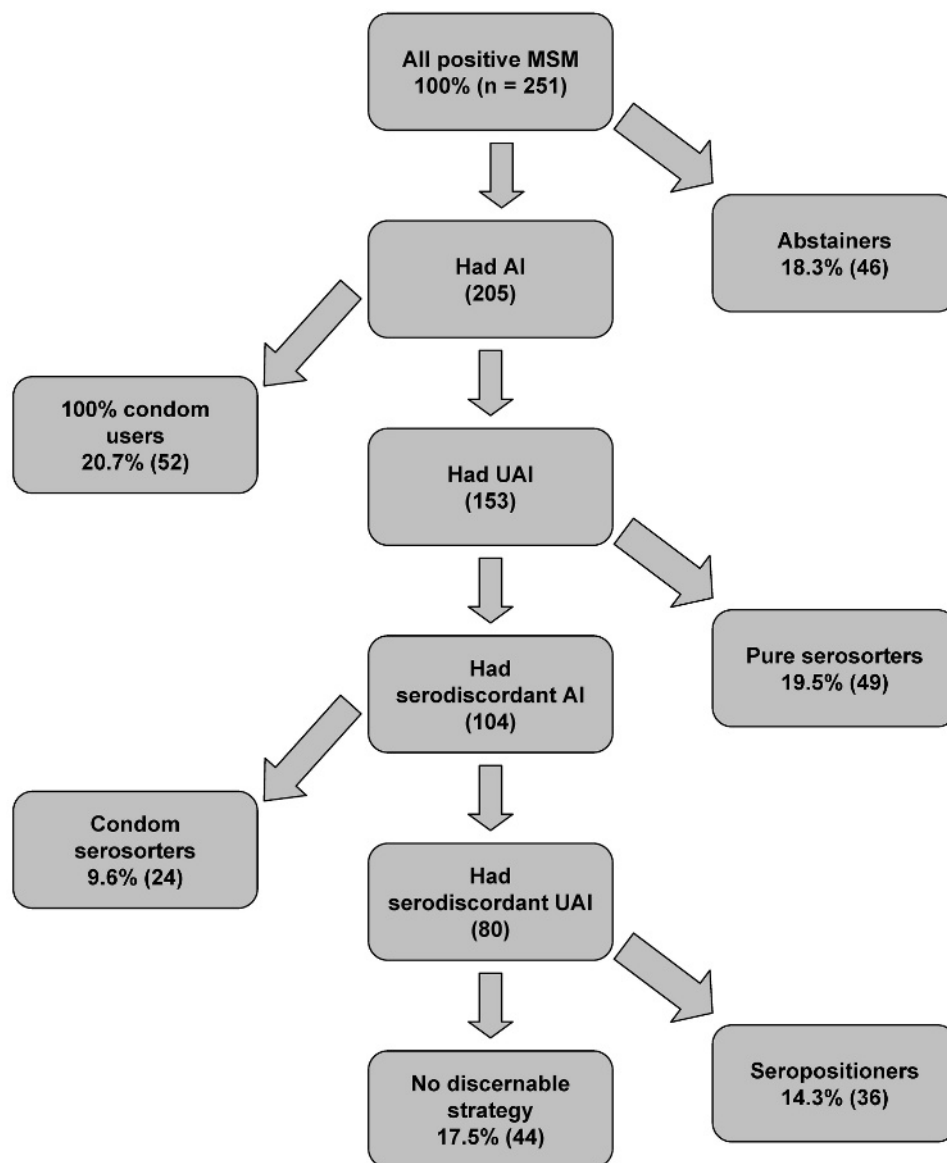 All positive MSM
100% (n = 251)
Abstainers
18.3% (46)
Had AI
(205)
100% condom
users
20.7% (52)
Had UAI
(153)
Pure serosorters
19.5% (49)
Had
serodiscordant AI
(104)
Condom
serosorters
9.6% (24)
Had
serodiscordant UAI
(80)
Seropositioners
14.3% (36)
No discernable
strategy
17.5% (44)